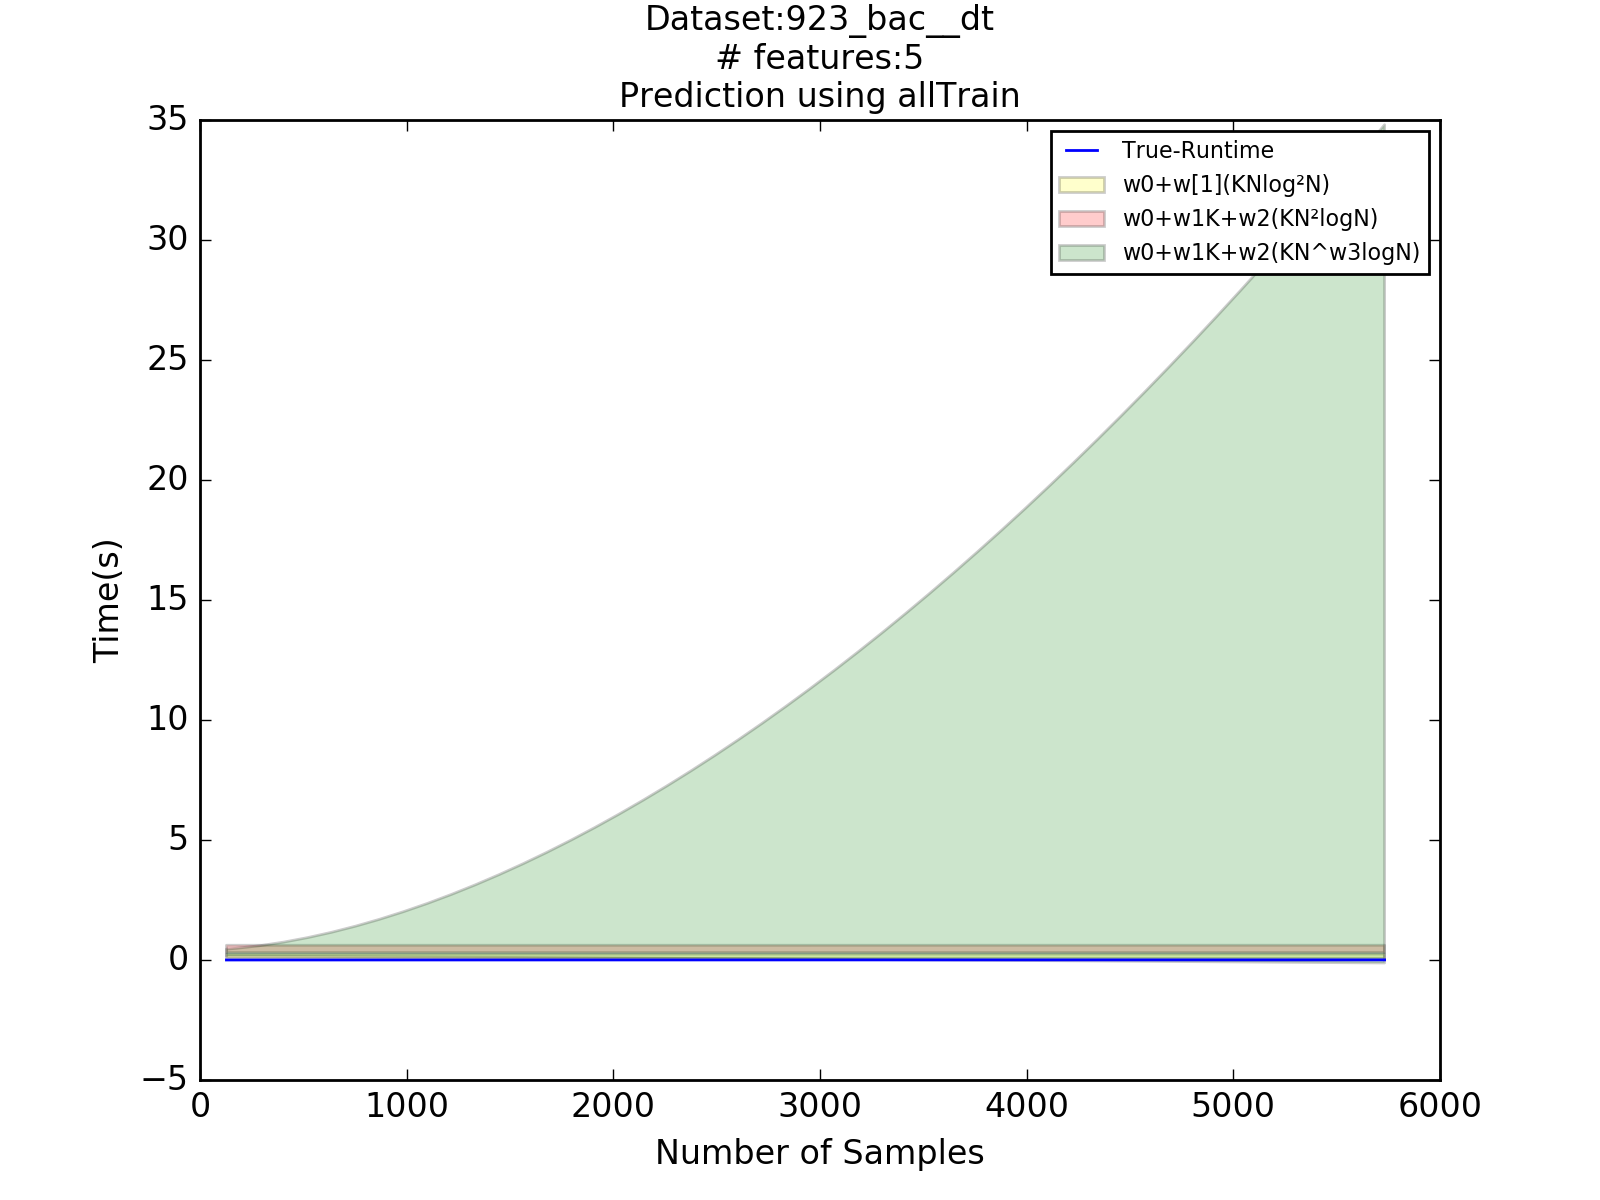 Dataset:923_bac__dt
# features:5
Prediction using allTrain
35
30
25
20
15
10
5
0
−5
Time(s)
True-Runtime
w0+w[1](KNlog²N)
w0+w1K+w2(KN²logN)
w0+w1K+w2(KN^w3logN)
0 1000 2000 3000 4000 5000 6000
Number of Samples